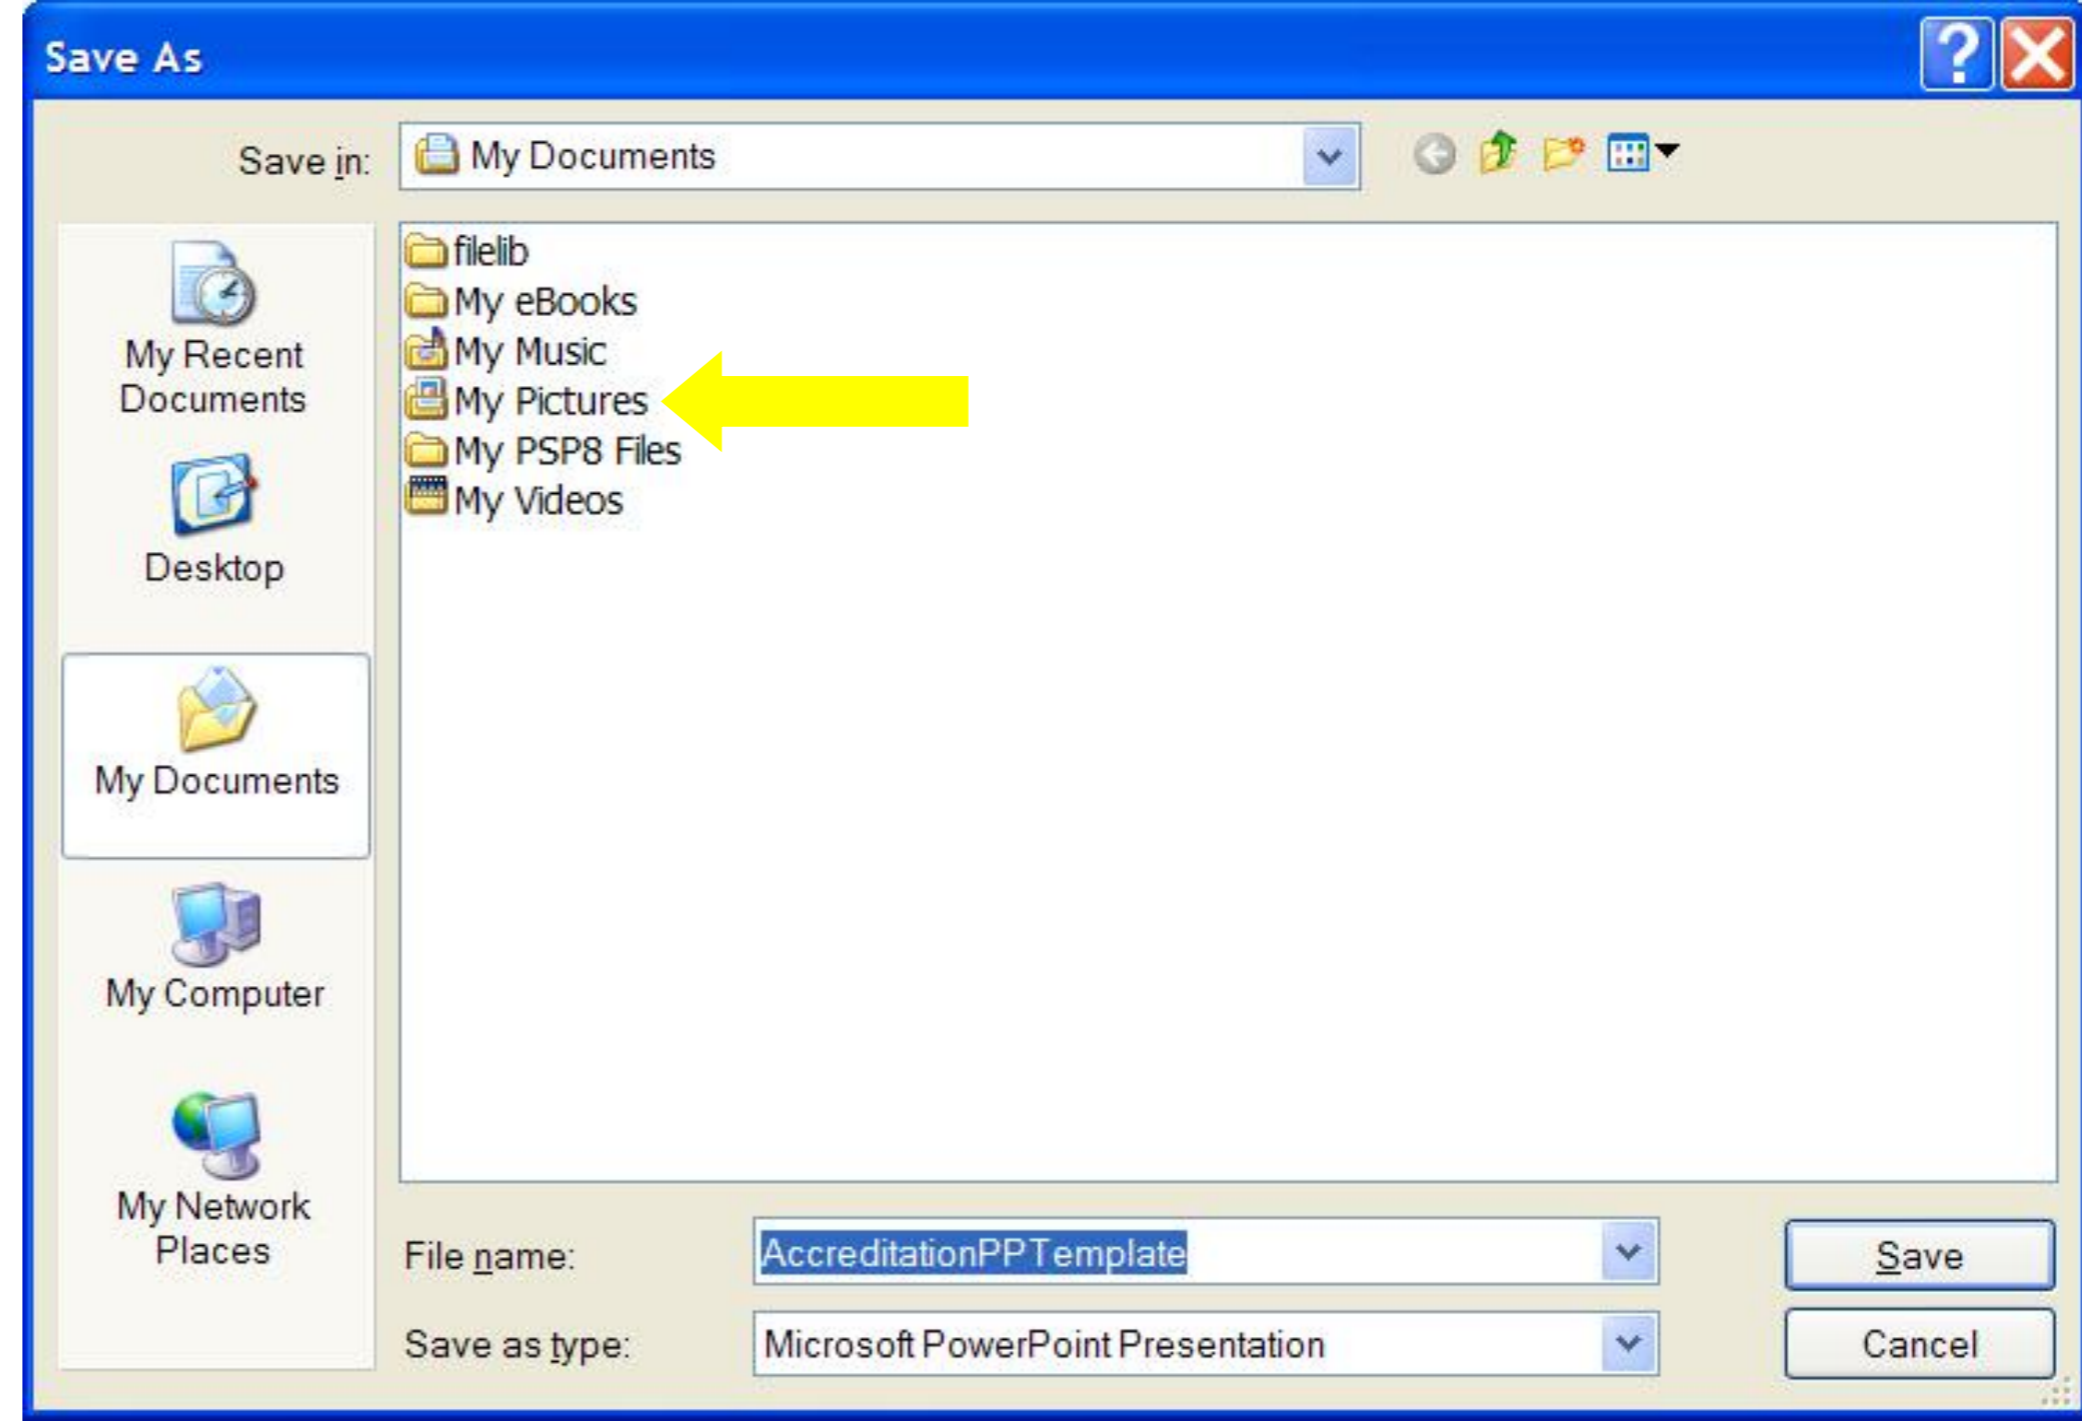 Save As
Save in:
My Documents
My Recent
Documents
Desktop
My Documents
My Computer
My Network
Places
filelib
My eBooks
My Music
My Pictures
My PSP8 Files
My Videos
File name:
AccreditationPPTemplate
Save
Save as type:
Microsoft PowerPoint Presentation
Cancel